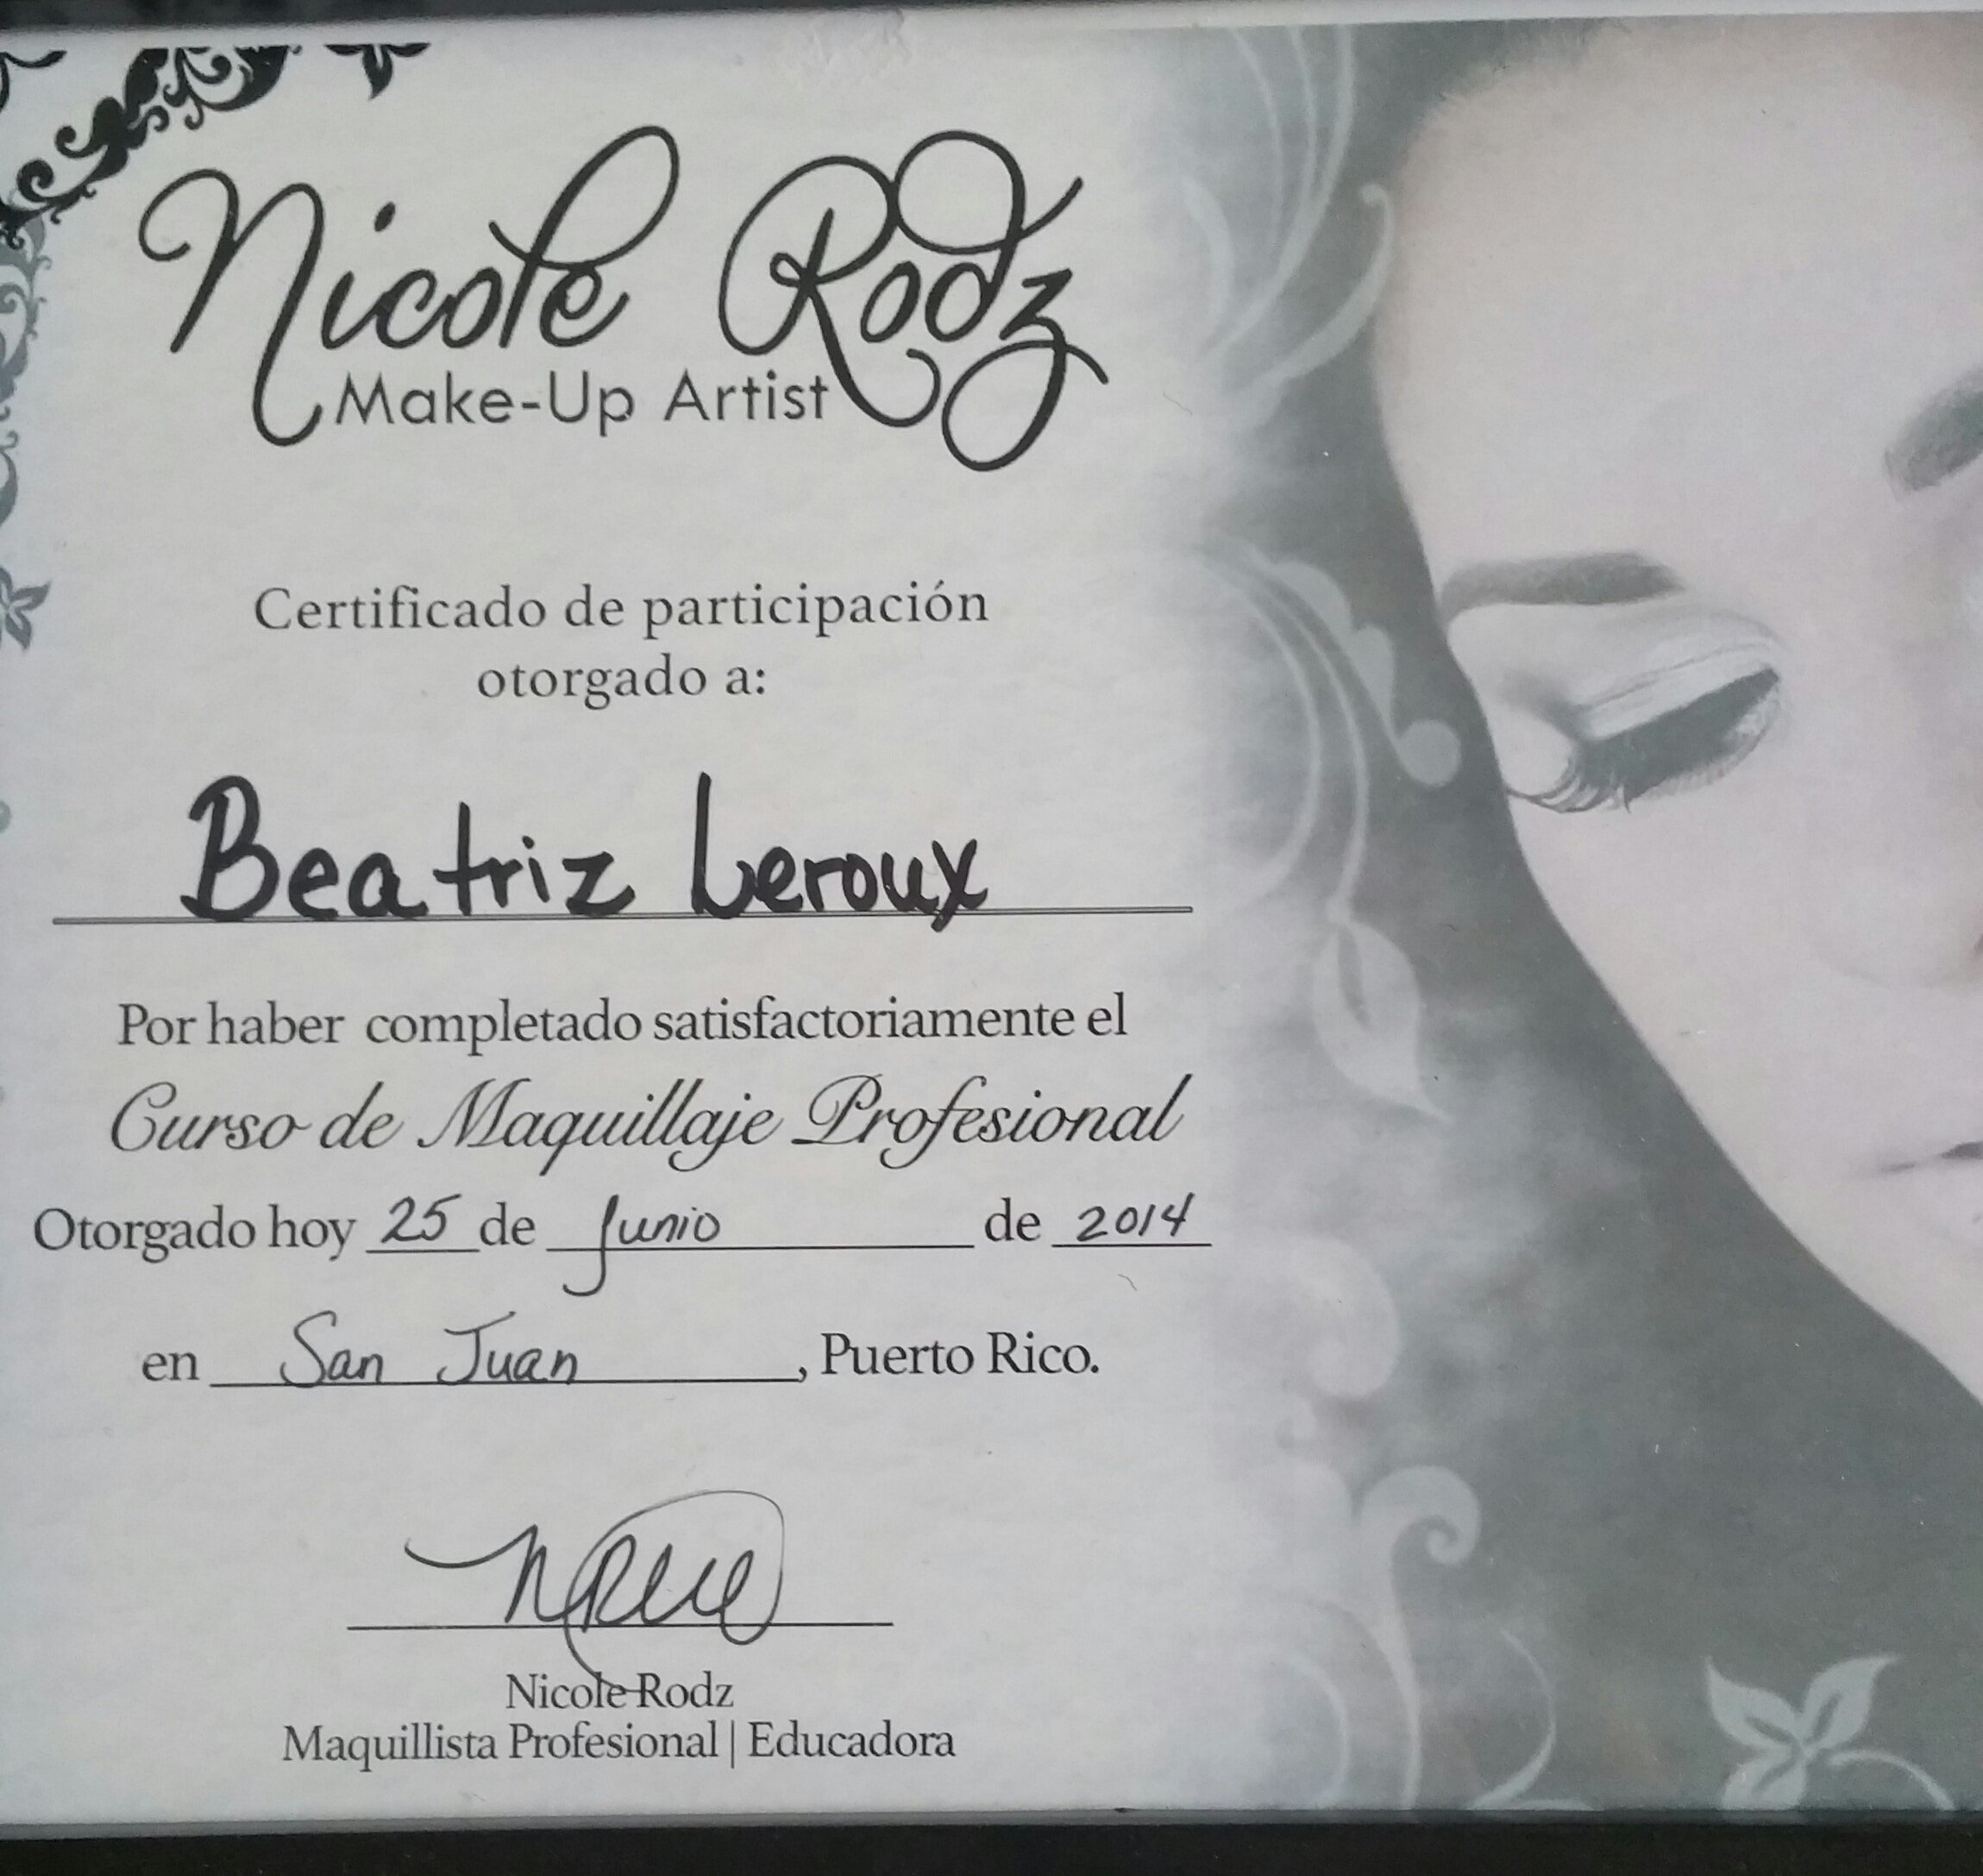 Nicole Rodz
Make-Up Artist
Certificado de participación
otorgado a:
Beatriz Leroux
Por haber completado satisfactoriamente el
Curso de Maquillaje Profesional
Otorgado hoy 25 de Junio de 2014
en San Juan, Puerto Rico.
Nicole Rodz
Maquillista Profesional | Educadora